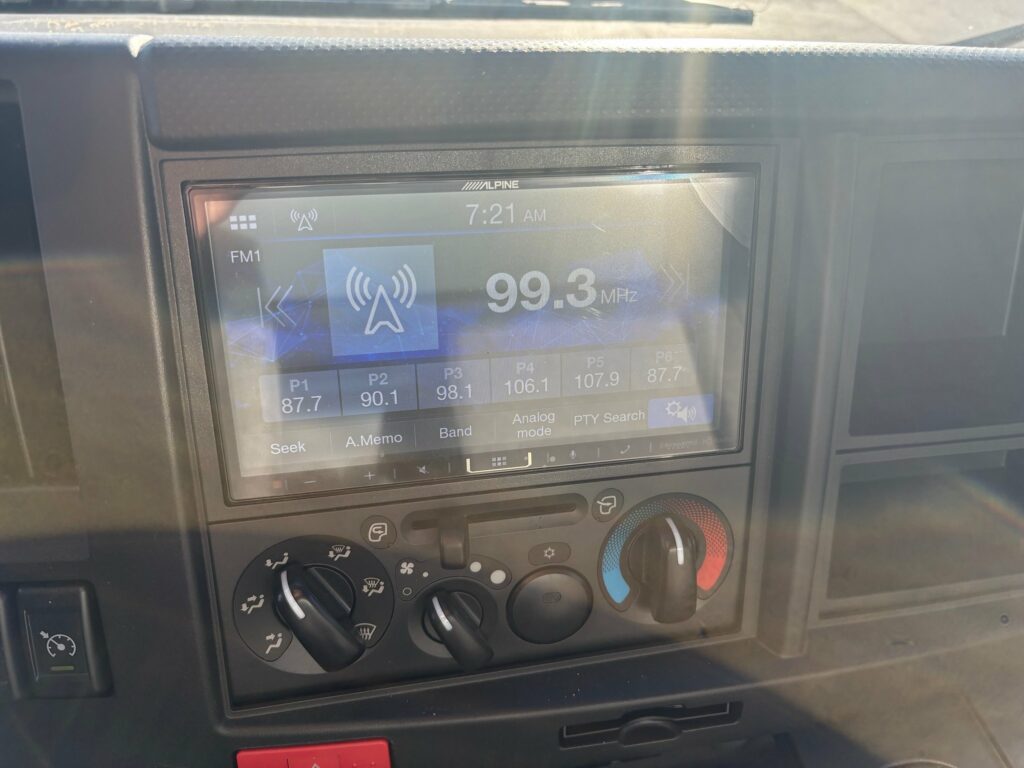 ALPINE
7:21 AM
FM1
99.3 MHz
P1 P2 P3 P4 P5 P6
87.7 90.1 98.1 106.1 107.9 87.7
Seek A.Memo Band Analog mode PTY Search